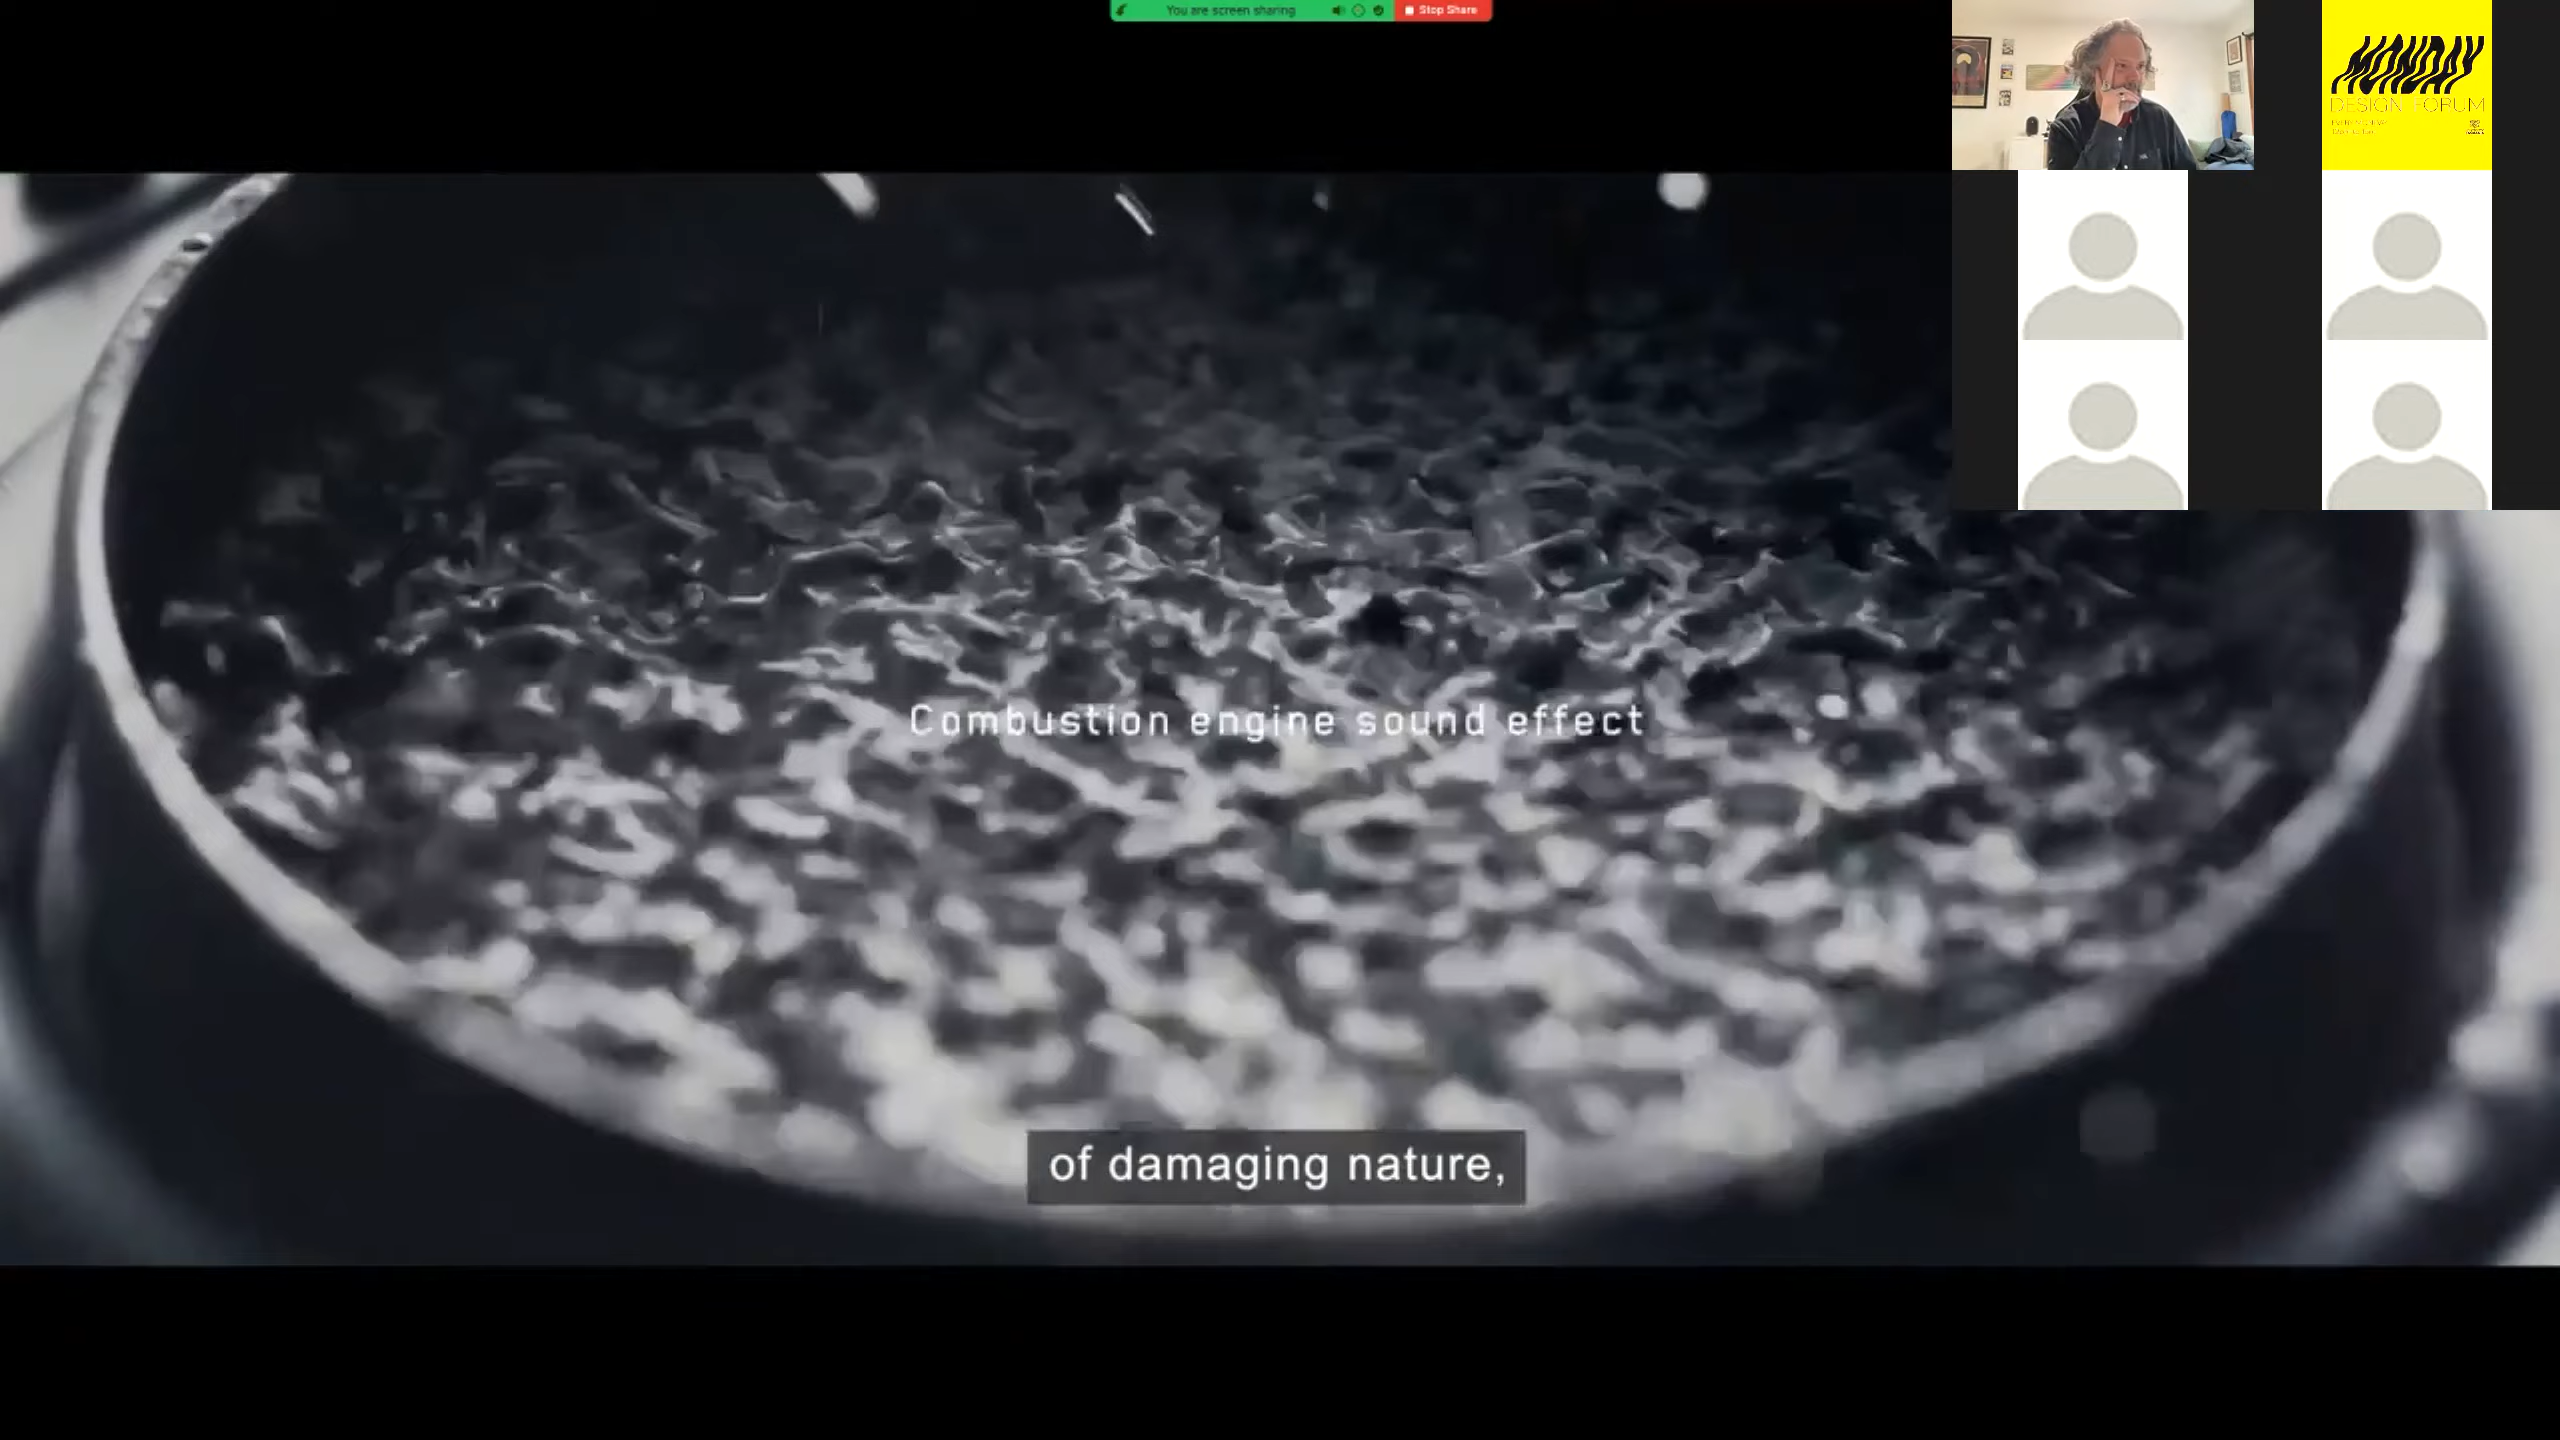 You are screen sharing
Stop Share
MONDAY
DESIGN FORUM
Combustion engine sound effect
of damaging nature,